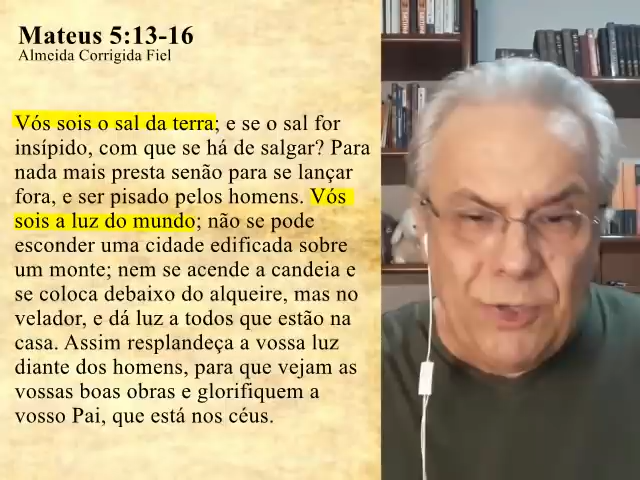 Mateus 5:13-16
Almeida Corrigida Fiel
Vós sois o sal da terra; e se o sal for
insípido, com que se há de salgar? Para
nada mais presta senão para se lançar
fora, e ser pisado pelos homens. Vós
sois a luz do mundo; não se pode
esconder uma cidade edificada sobre
um monte; nem se acende a candeia e
se coloca debaixo do alqueire, mas no
velador, e dá luz a todos que estão na
casa. Assim resplandeça a vossa luz
diante dos homens, para que vejam as
vossas boas obras e glorifiquem a
vosso Pai, que está nos céus.